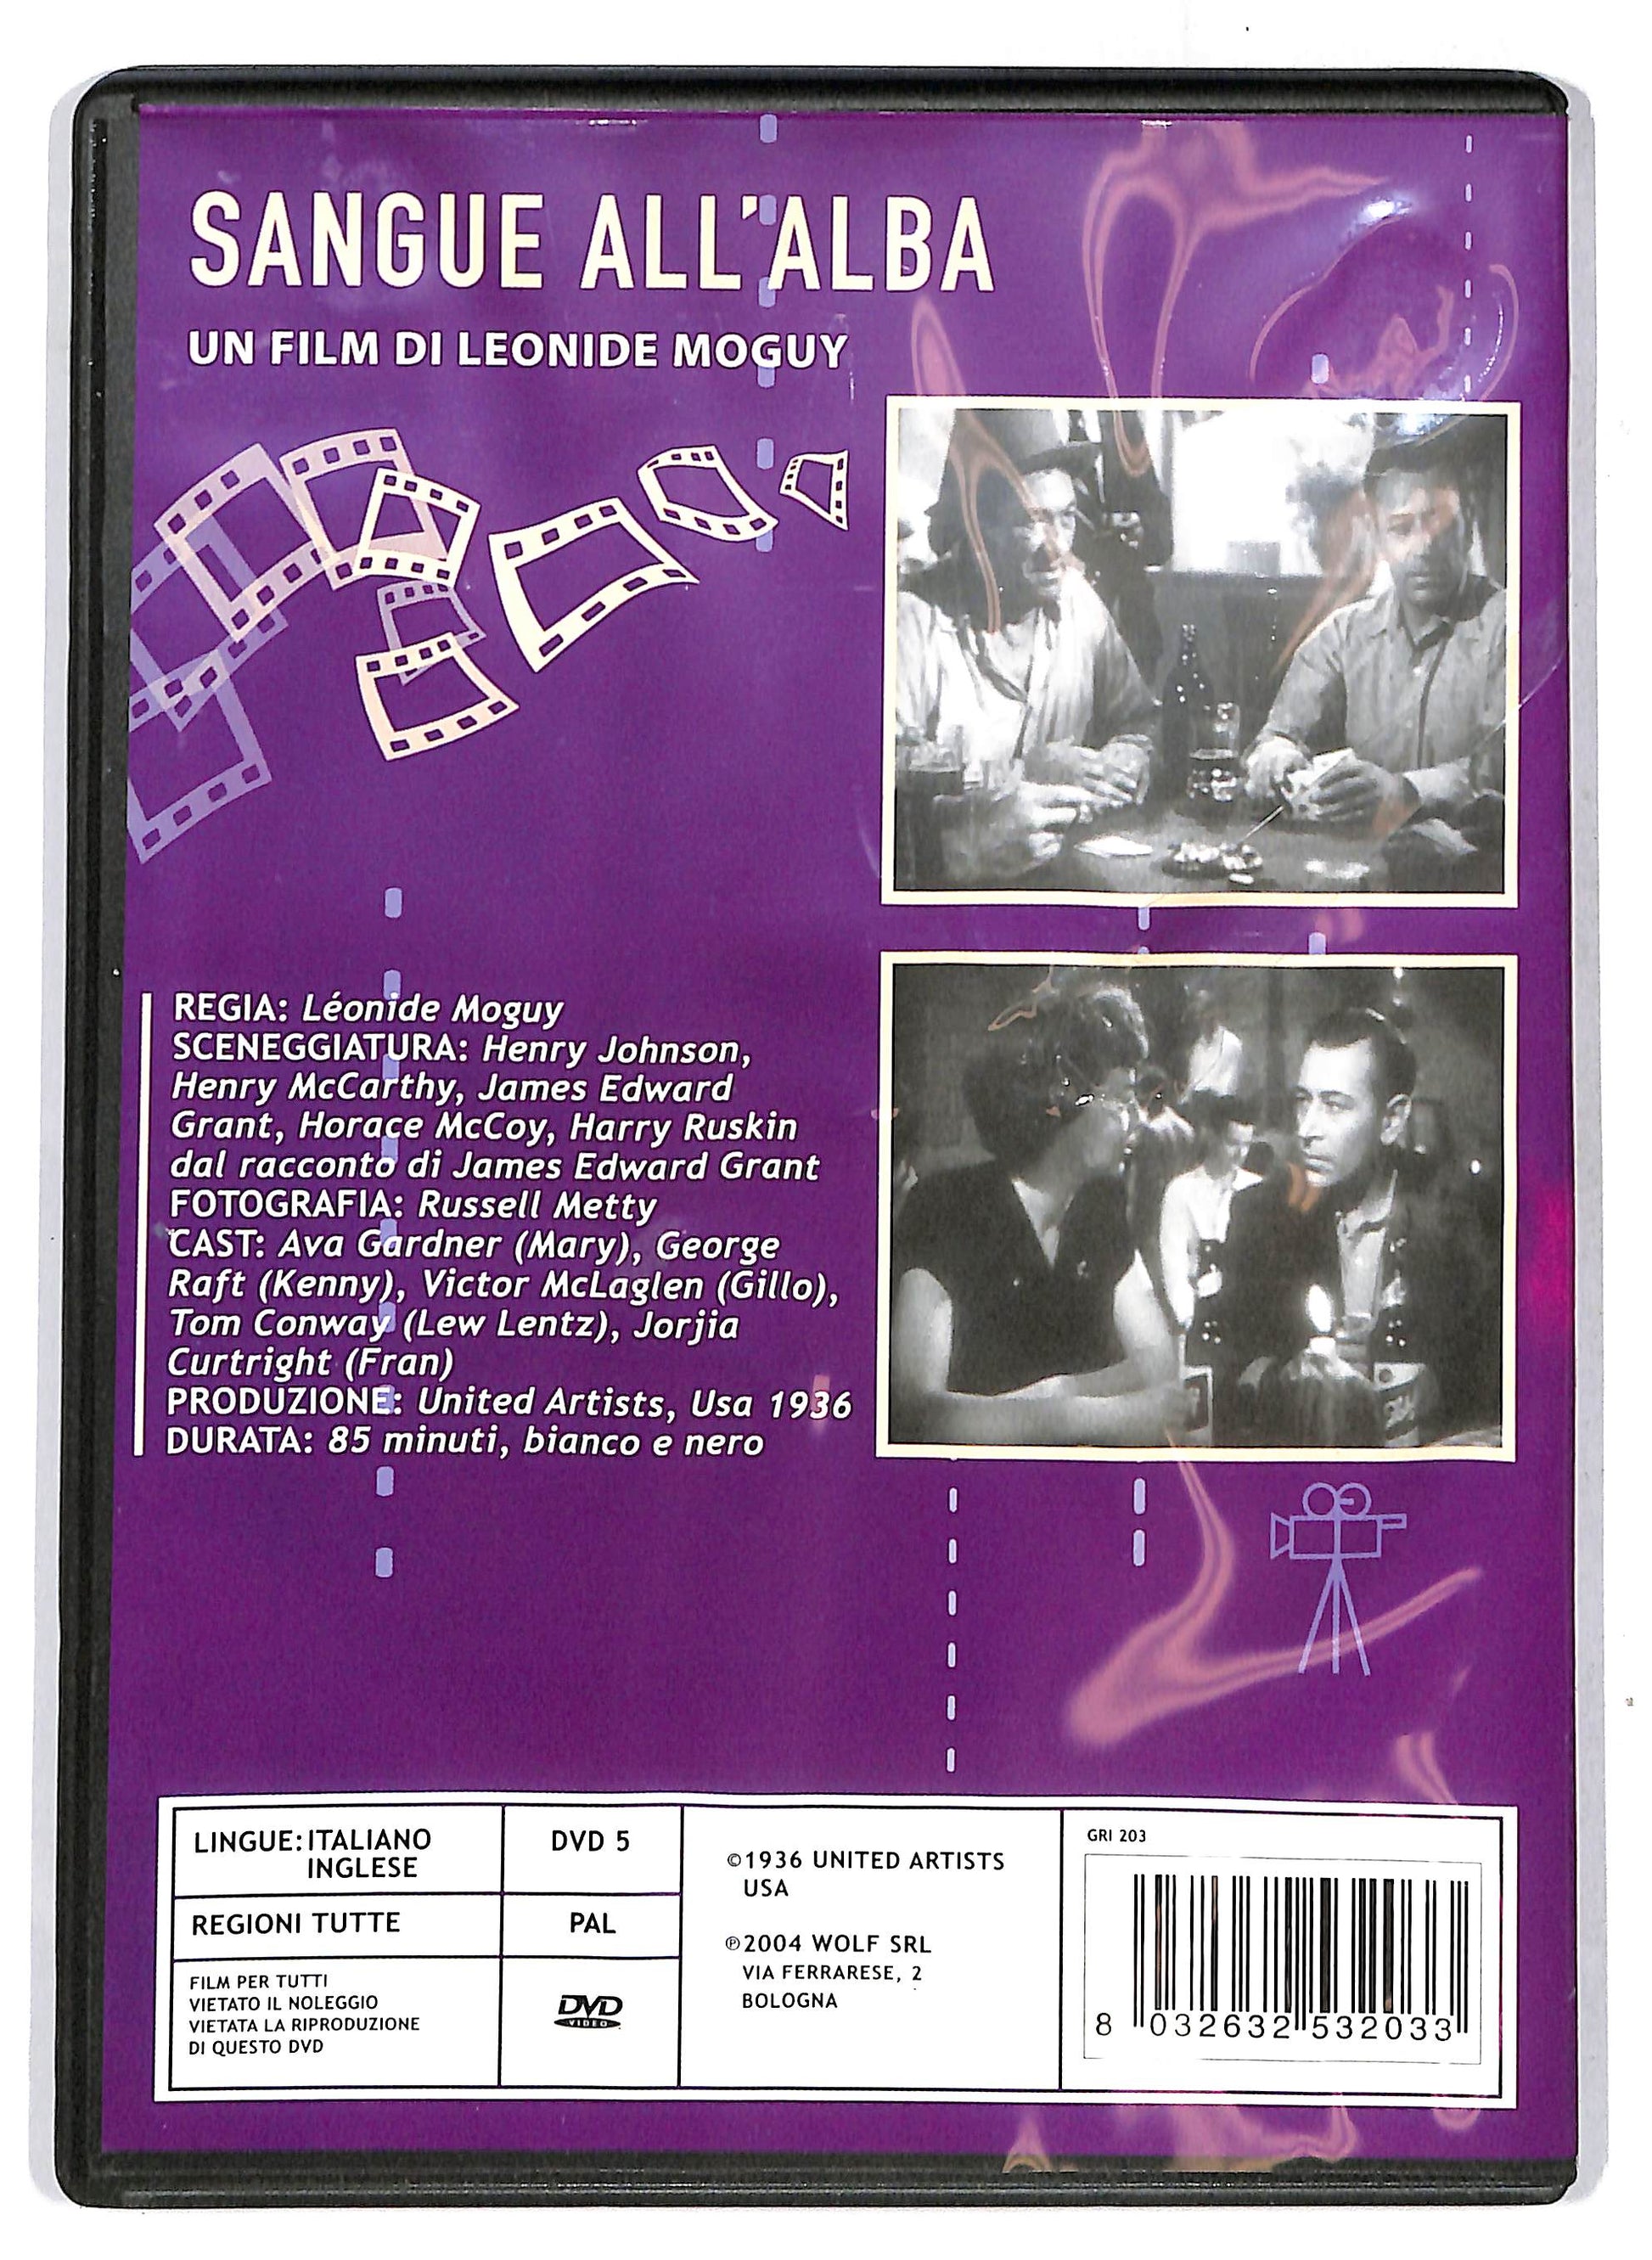 SANGUE ALL'ALBA
UN FILM DI LEONIDE MOGUY
REGIA: Léonide Moguy
SCENEGGIATURA: Henry Johnson,
Henry McCarthy, James Edward
Grant, Horace McCoy, Harry Ruskin
dal racconto di James Edward Grant
FOTOGRAFIA: Russell Metty
CAST: Ava Gardner (Mary), George
Raft (Kenny), Victor McLaglen (Gillo),
Tom Conway (Lew Lentz), Jorjia
Curtright (Fran)
PRODUZIONE: United Artists, Usa 1936
DURATA: 85 minuti, bianco e nero
LINGUE: ITALIANO
INGLESE
DVD 5
REGIONI TUTTE
PAL
FILM PER TUTTI
VIETATO IL NOLEGGIO
VIETATA LA RIPRODUZIONE
DI QUESTO DVD
DVD
VIDEO
©1936 UNITED ARTISTS
USA
℗2004 WOLF SRL
VIA FERRARESE, 2
BOLOGNA
GRI 203
8 032632 532033